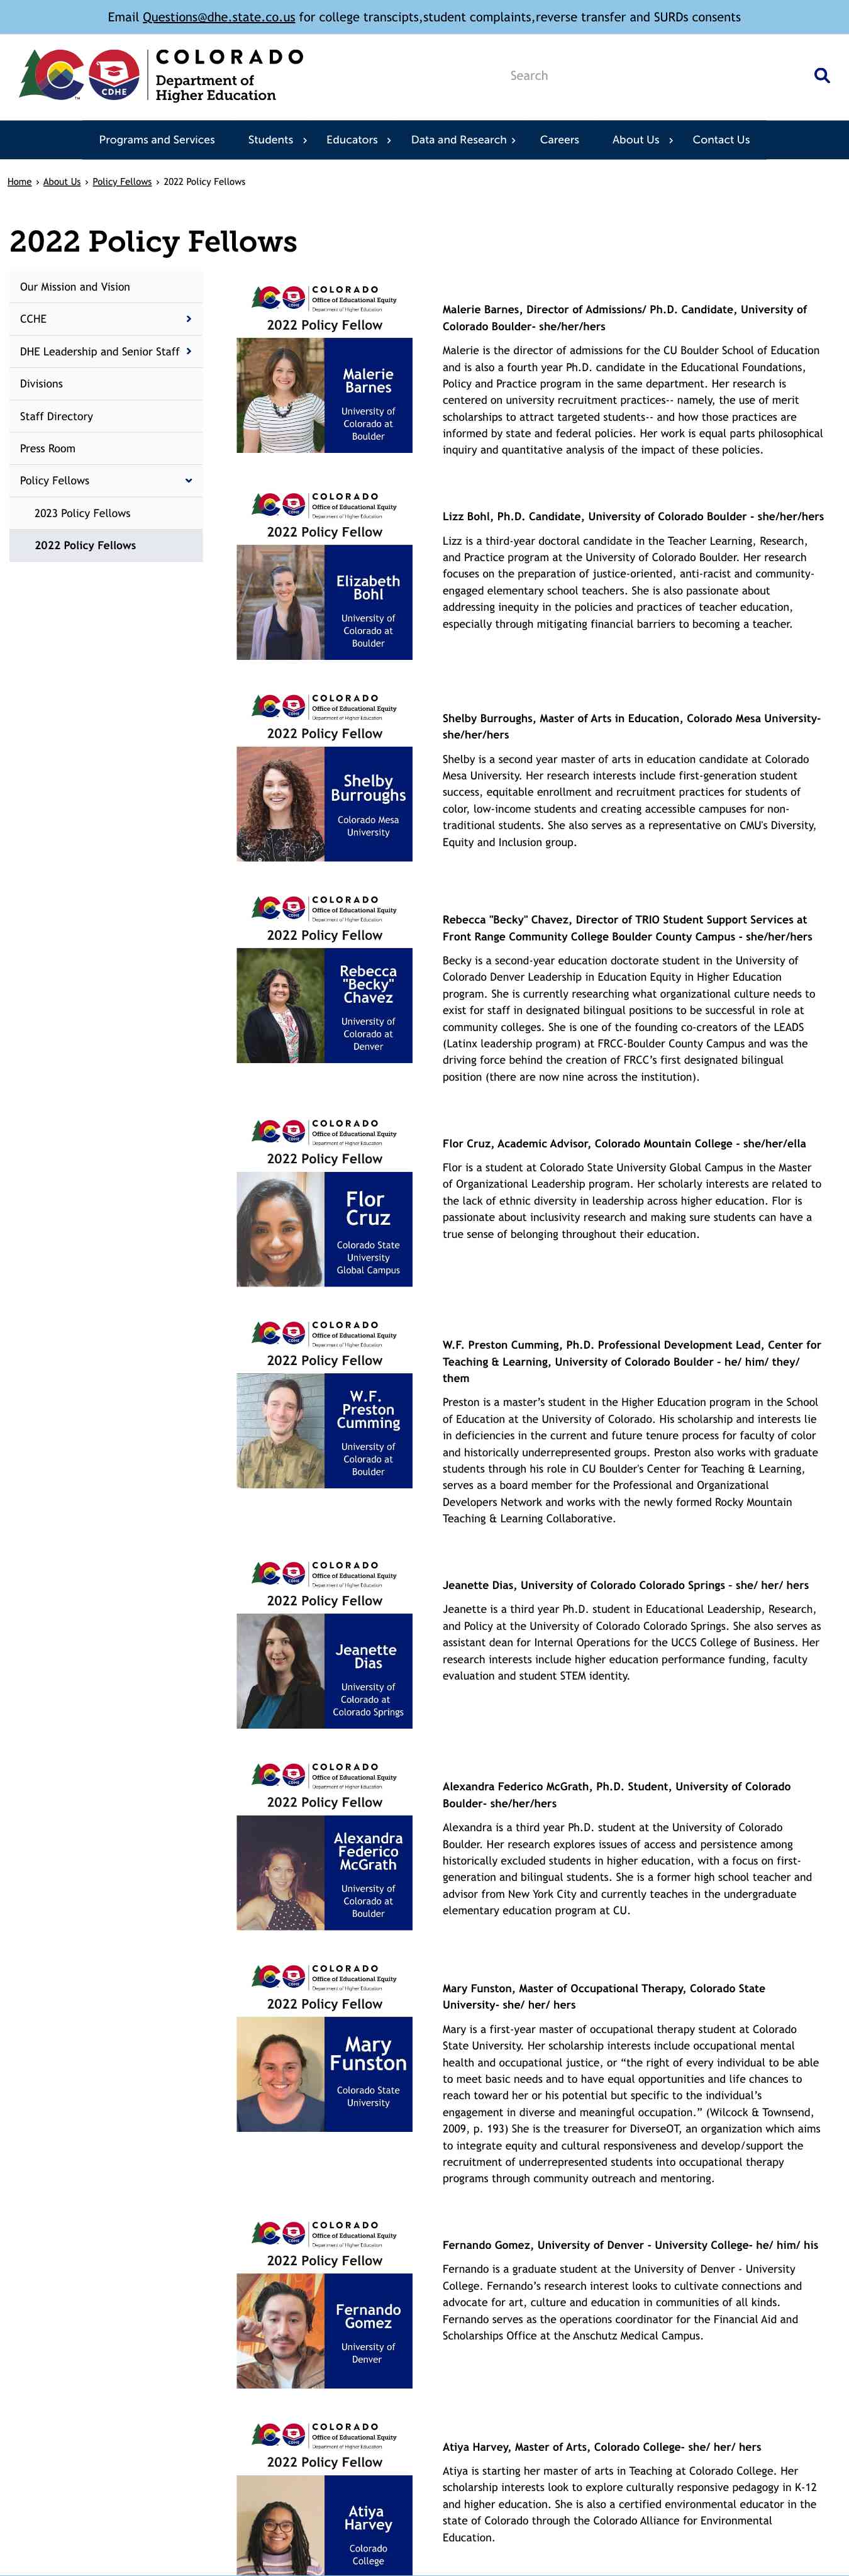 Email Questions@dhe.state.co.us for college transcipts,student complaints,reverse transfer and SURDs consents
CDHE
COLORADO
Department of
Higher Education
Search
Programs and Services Students Educators Data and Research Careers About Us Contact Us
Home › About Us › Policy Fellows › 2022 Policy Fellows
2022 Policy Fellows
Our Mission and Vision
CCHE
DHE Leadership and Senior Staff
Divisions
Staff Directory
Press Room
Policy Fellows
2023 Policy Fellows
2022 Policy Fellows
COLORADO
Office of Educational Equity
Department of Higher Education
2022 Policy Fellow
Malerie
Barnes
University of
Colorado at
Boulder
Malerie Barnes, Director of Admissions/ Ph.D. Candidate, University of
Colorado Boulder- she/her/hers
Malerie is the director of admissions for the CU Boulder School of Education
and is also a fourth year Ph.D. candidate in the Educational Foundations,
Policy and Practice program in the same department. Her research is
centered on university recruitment practices-- namely, the use of merit
scholarships to attract targeted students-- and how those practices are
informed by state and federal policies. Her work is equal parts philosophical
inquiry and quantitative analysis of the impact of these policies.
COLORADO
Office of Educational Equity
Department of Higher Education
2022 Policy Fellow
Elizabeth
Bohl
University of
Colorado at
Boulder
Lizz Bohl, Ph.D. Candidate, University of Colorado Boulder - she/her/hers
Lizz is a third-year doctoral candidate in the Teacher Learning, Research,
and Practice program at the University of Colorado Boulder. Her research
focuses on the preparation of justice-oriented, anti-racist and community-
engaged elementary school teachers. She is also passionate about
addressing inequity in the policies and practices of teacher education,
especially through mitigating financial barriers to becoming a teacher.
COLORADO
Office of Educational Equity
Department of Higher Education
2022 Policy Fellow
Shelby
Burroughs
Colorado Mesa
University
Shelby Burroughs, Master of Arts in Education, Colorado Mesa University-
she/her/hers
Shelby is a second year master of arts in education candidate at Colorado
Mesa University. Her research interests include first-generation student
success, equitable enrollment and recruitment practices for students of
color, low-income students and creating accessible campuses for non-
traditional students. She also serves as a representative on CMU's Diversity,
Equity and Inclusion group.
COLORADO
Office of Educational Equity
Department of Higher Education
2022 Policy Fellow
Rebecca
"Becky"
Chavez
University of
Colorado at
Denver
Rebecca "Becky" Chavez, Director of TRIO Student Support Services at
Front Range Community College Boulder County Campus - she/her/hers
Becky is a second-year education doctorate student in the University of
Colorado Denver Leadership in Education Equity in Higher Education
program. She is currently researching what organizational culture needs to
exist for staff in designated bilingual positions to be successful in role at
community colleges. She is one of the founding co-creators of the LEADS
(Latinx leadership program) at FRCC-Boulder County Campus and was the
driving force behind the creation of FRCC’s first designated bilingual
position (there are now nine across the institution).
COLORADO
Office of Educational Equity
Department of Higher Education
2022 Policy Fellow
Flor
Cruz
Colorado State
University
Global Campus
Flor Cruz, Academic Advisor, Colorado Mountain College - she/her/ella
Flor is a student at Colorado State University Global Campus in the Master
of Organizational Leadership program. Her scholarly interests are related to
the lack of ethnic diversity in leadership across higher education. Flor is
passionate about inclusivity research and making sure students can have a
true sense of belonging throughout their education.
COLORADO
Office of Educational Equity
Department of Higher Education
2022 Policy Fellow
W.F.
Preston
Cumming
University of
Colorado at
Boulder
W.F. Preston Cumming, Ph.D. Professional Development Lead, Center for
Teaching & Learning, University of Colorado Boulder - he/ him/ they/
them
Preston is a master’s student in the Higher Education program in the School
of Education at the University of Colorado. His scholarship and interests lie
in deficiencies in the current and future tenure process for faculty of color
and historically underrepresented groups. Preston also works with graduate
students through his role in CU Boulder's Center for Teaching & Learning,
serves as a board member for the Professional and Organizational
Developers Network and works with the newly formed Rocky Mountain
Teaching & Learning Collaborative.
COLORADO
Office of Educational Equity
Department of Higher Education
2022 Policy Fellow
Jeanette
Dias
University of
Colorado at
Colorado Springs
Jeanette Dias, University of Colorado Colorado Springs - she/ her/ hers
Jeanette is a third year Ph.D. student in Educational Leadership, Research,
and Policy at the University of Colorado Colorado Springs. She also serves as
assistant dean for Internal Operations for the UCCS College of Business. Her
research interests include higher education performance funding, faculty
evaluation and student STEM identity.
COLORADO
Office of Educational Equity
Department of Higher Education
2022 Policy Fellow
Alexandra
Federico
McGrath
University of
Colorado at
Boulder
Alexandra Federico McGrath, Ph.D. Student, University of Colorado
Boulder- she/her/hers
Alexandra is a third year Ph.D. student at the University of Colorado
Boulder. Her research explores issues of access and persistence among
historically excluded students in higher education, with a focus on first-
generation and bilingual students. She is a former high school teacher and
advisor from New York City and currently teaches in the undergraduate
elementary education program at CU.
COLORADO
Office of Educational Equity
Department of Higher Education
2022 Policy Fellow
Mary
Funston
Colorado State
University
Mary Funston, Master of Occupational Therapy, Colorado State
University- she/ her/ hers
Mary is a first-year master of occupational therapy student at Colorado
State University. Her scholarship interests include occupational mental
health and occupational justice, or “the right of every individual to be able
to meet basic needs and to have equal opportunities and life chances to
reach toward her or his potential but specific to the individual’s
engagement in diverse and meaningful occupation.” (Wilcock & Townsend,
2009, p. 193) She is the treasurer for DiverseOT, an organization which aims
to integrate equity and cultural responsiveness and develop/support the
recruitment of underrepresented students into occupational therapy
programs through community outreach and mentoring.
COLORADO
Office of Educational Equity
Department of Higher Education
2022 Policy Fellow
Fernando
Gomez
University of
Denver
Fernando Gomez, University of Denver - University College- he/ him/ his
Fernando is a graduate student at the University of Denver - University
College. Fernando’s research interest looks to cultivate connections and
advocate for art, culture and education in communities of all kinds.
Fernando serves as the operations coordinator for the Financial Aid and
Scholarships Office at the Anschutz Medical Campus.
COLORADO
Office of Educational Equity
Department of Higher Education
2022 Policy Fellow
Atiya
Harvey
Colorado
College
Atiya Harvey, Master of Arts, Colorado College- she/ her/ hers
Atiya is starting her master of arts in Teaching at Colorado College. Her
scholarship interests look to explore culturally responsive pedagogy in K-12
and higher education. She is also a certified environmental educator in the
state of Colorado through the Colorado Alliance for Environmental
Education.